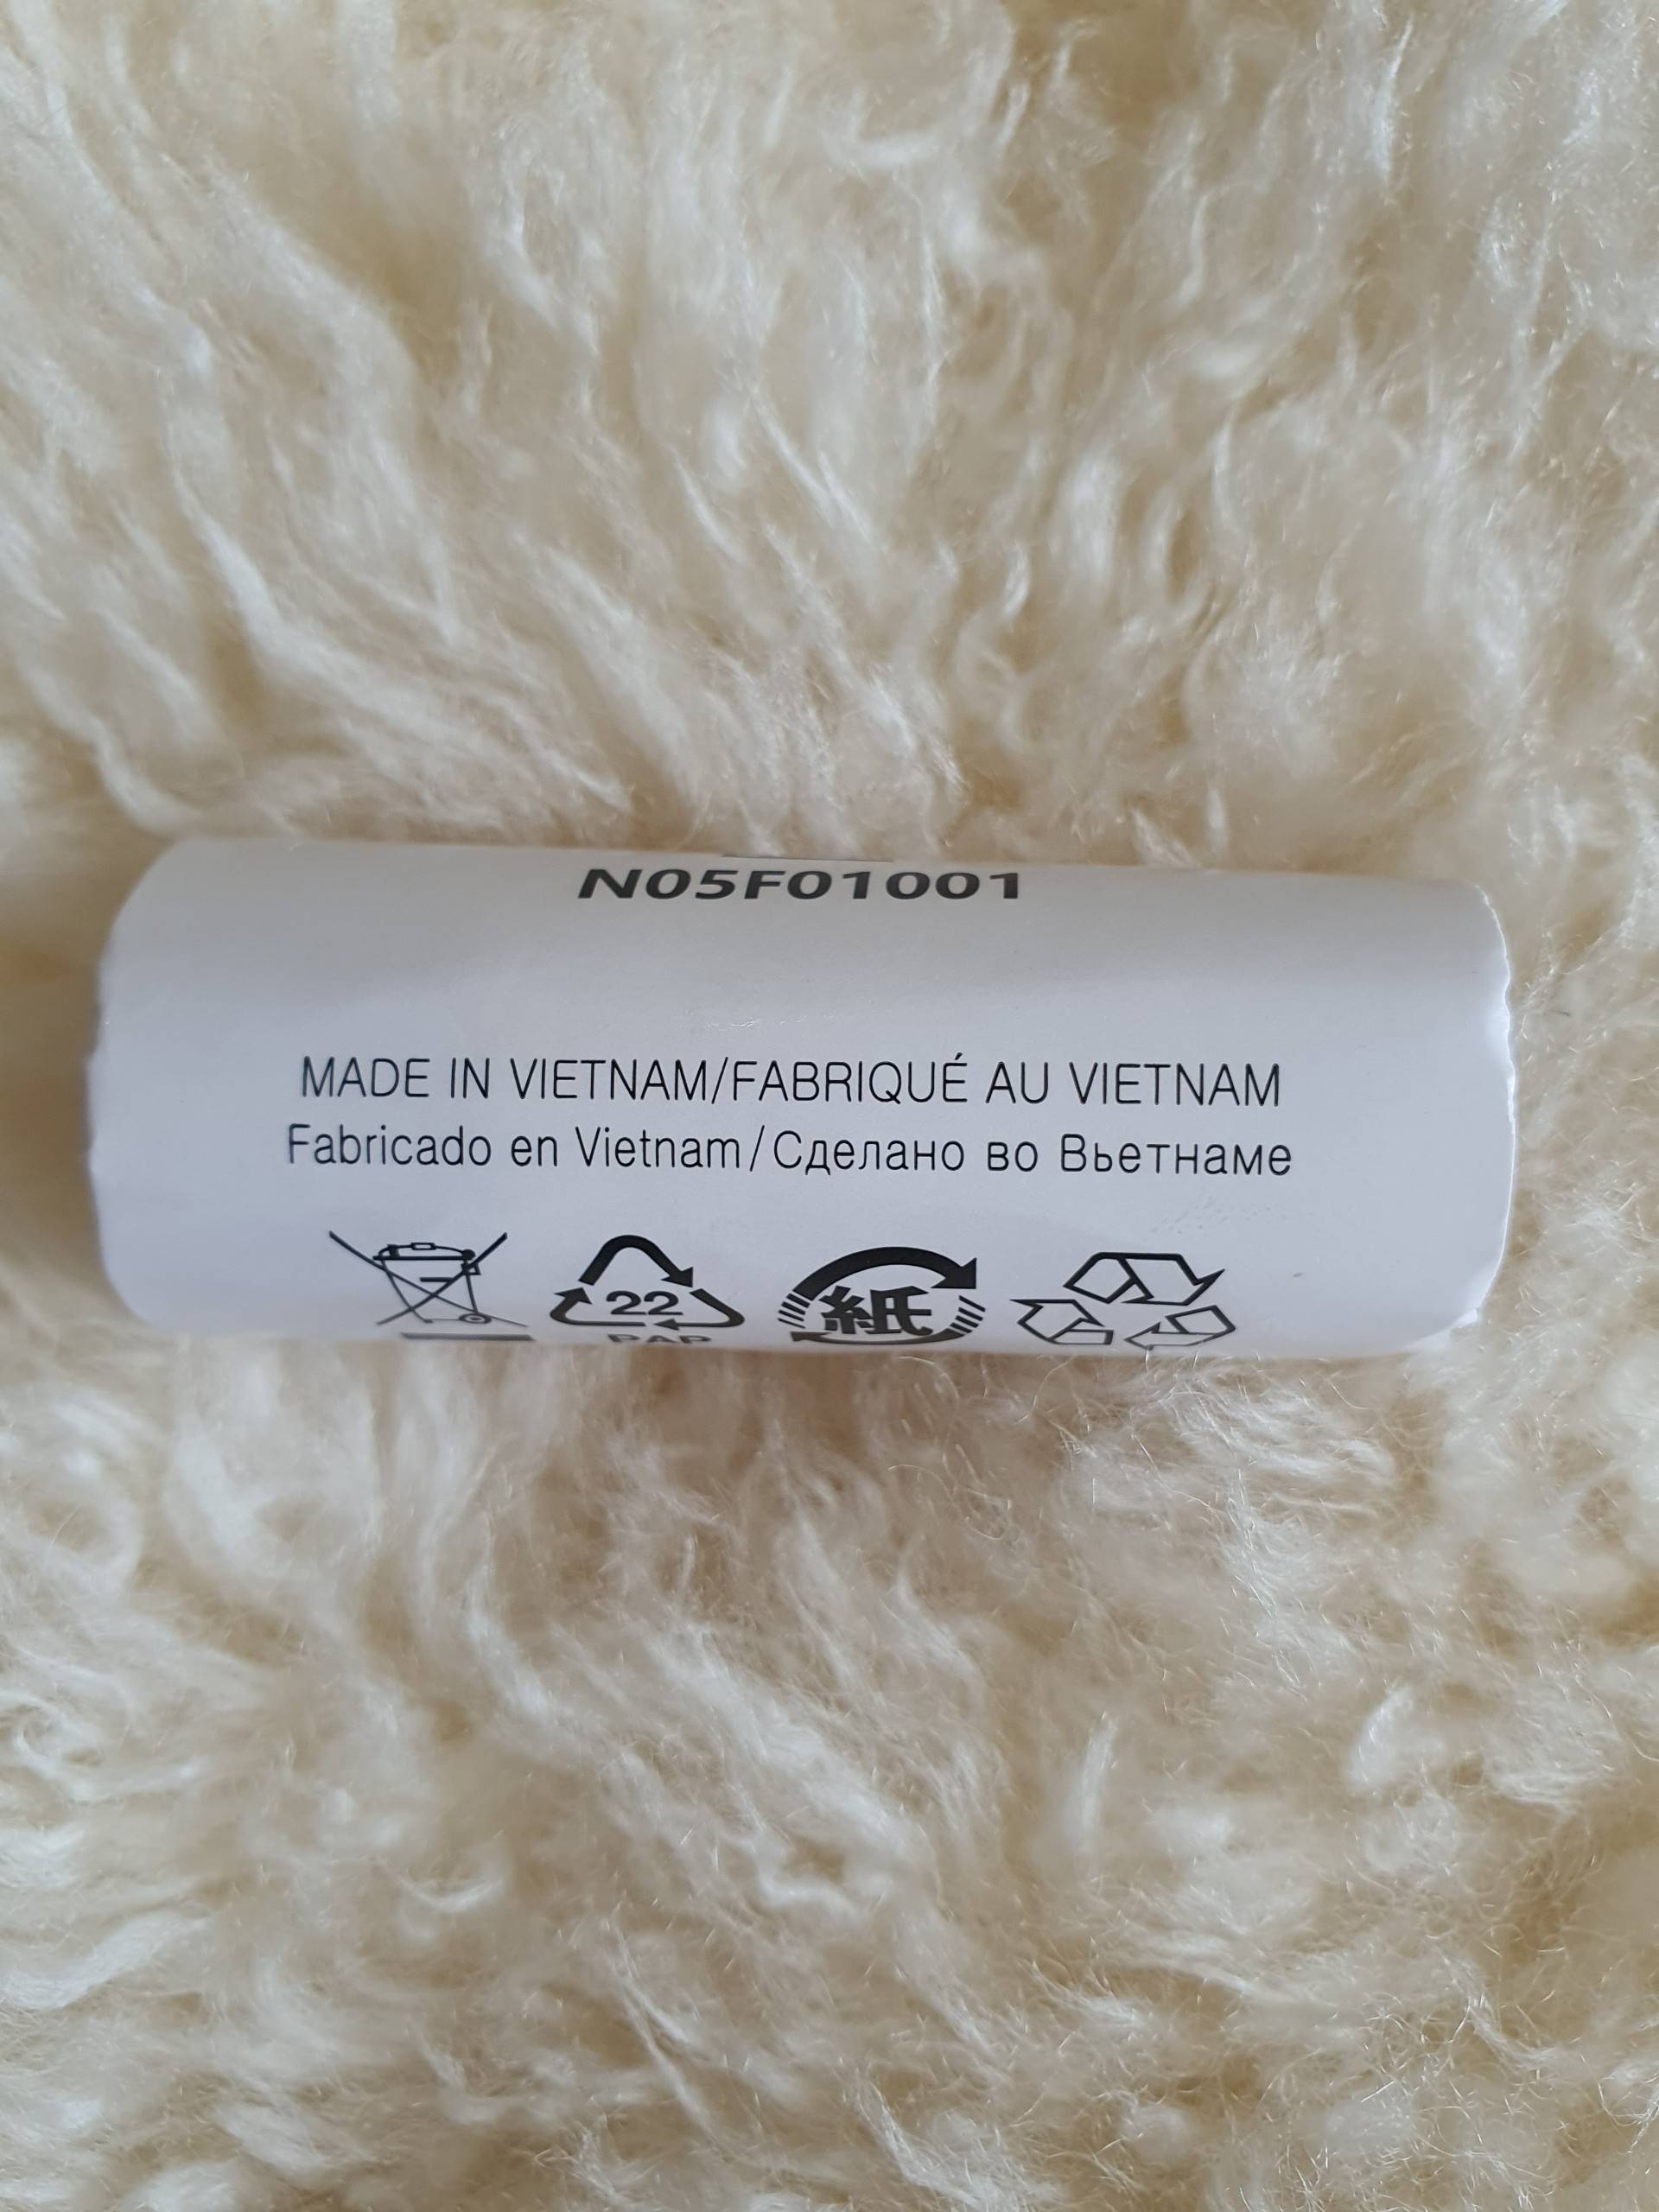 N05F01001
MADE IN VIETNAM/FABRIQUÉ AU VIETNAM
Fabricado en Vietnam/Сделано во Вьетнаме
22 紙
PAP